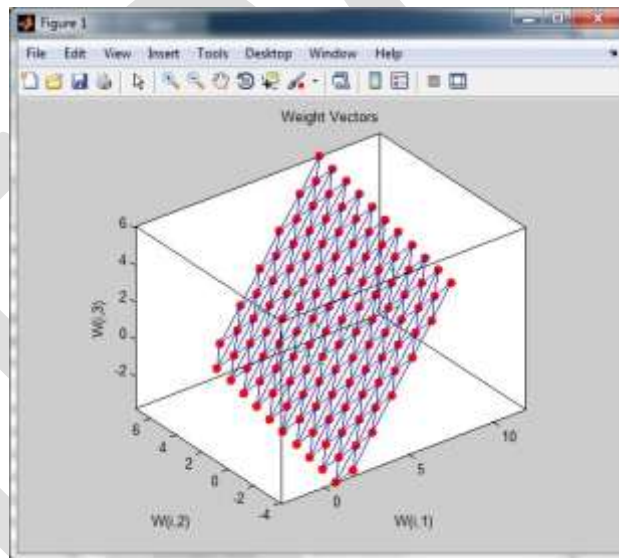 Figure 1
File Edit View Insert Tools Desktop Window Help
Weight Vectors
6
4
2
0
-2
W(i,3)
6
4
2
0
-2
-4
W(i,2)
0
5
10
W(i,1)